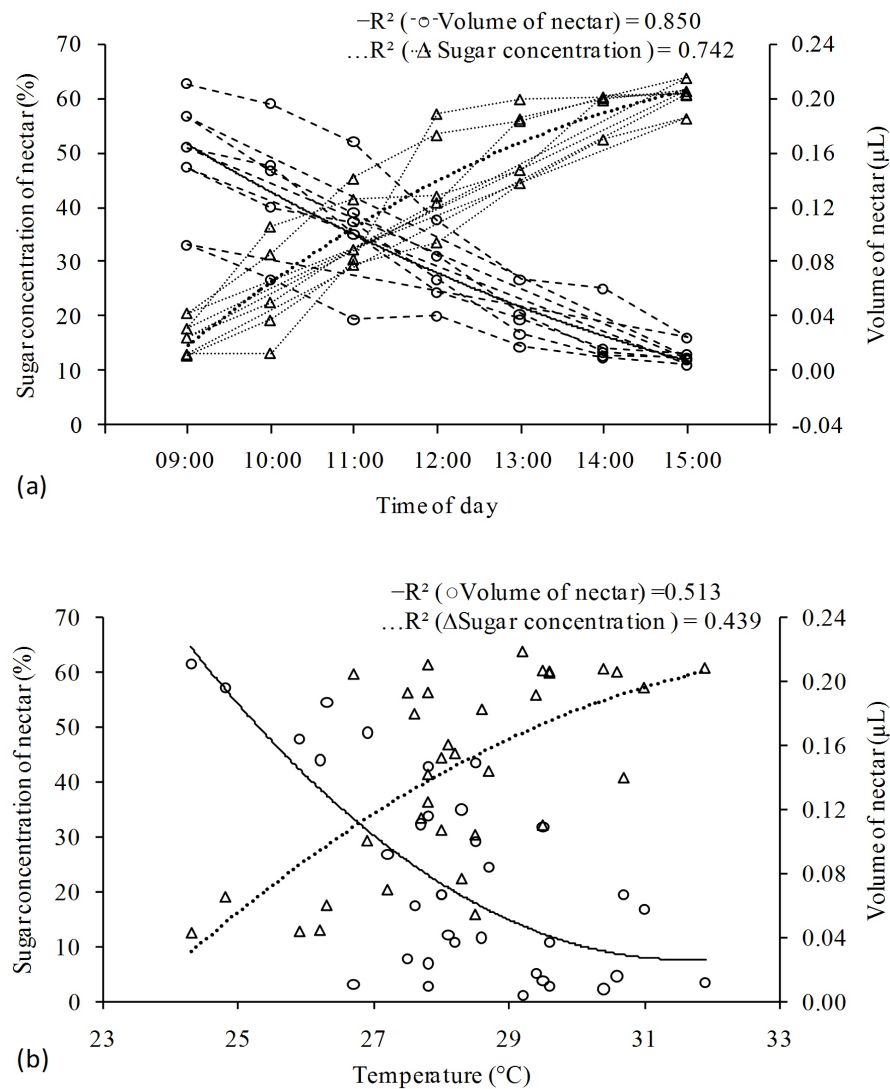 −R² (-○-Volume of nectar) = 0.850
...R² (·Δ·Sugar concentration) = 0.742
70
60
50
40
30
20
10
0
Sugar concentration of nectar (%)
0.24
0.20
0.16
0.12
0.08
0.04
0.00
-0.04
Volume of nectar (μL)
09:00 10:00 11:00 12:00 13:00 14:00 15:00
(a)
Time of day
−R² (○Volume of nectar) =0.513
...R² (ΔSugar concentration ) = 0.439
70
60
50
40
30
20
10
0
Sugar concentration of nectar (%)
0.24
0.20
0.16
0.12
0.08
0.04
0.00
Volume of nectar (μL)
23 25 27 29 31 33
(b)
Temperature (°C)